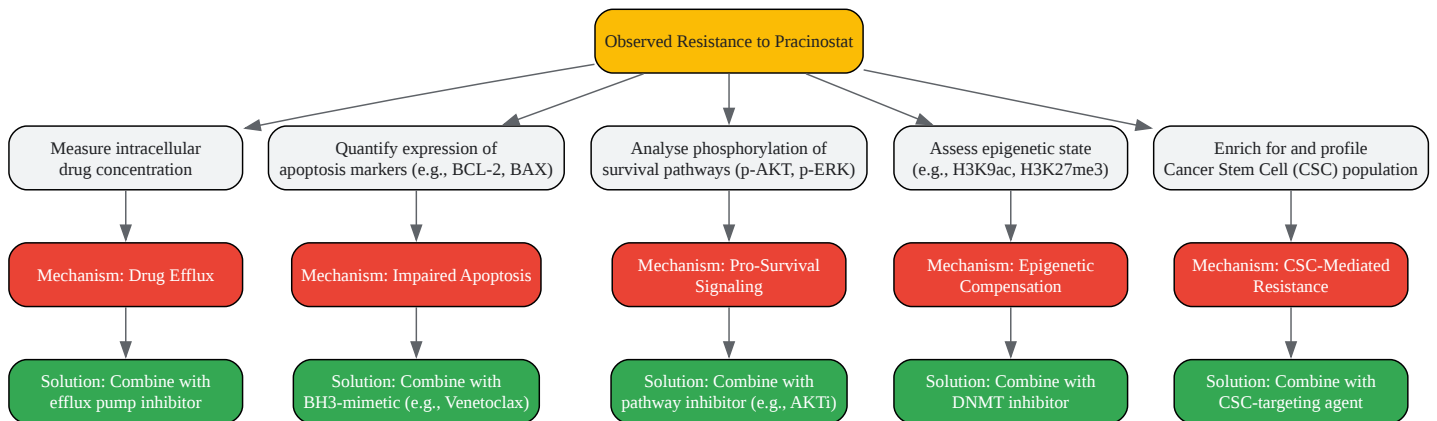 Observed Resistance to Pracinostat
Measure intracellular
drug concentration
Quantify expression of
apoptosis markers (e.g., BCL-2, BAX)
Analyse phosphorylation of
survival pathways (p-AKT, p-ERK)
Assess epigenetic state
(e.g., H3K9ac, H3K27me3)
Enrich for and profile
Cancer Stem Cell (CSC) population
Mechanism: Drug Efflux
Mechanism: Impaired Apoptosis
Mechanism: Pro-Survival
Signaling
Mechanism: Epigenetic
Compensation
Mechanism: CSC-Mediated
Resistance
Solution: Combine with
efflux pump inhibitor
Solution: Combine with
BH3-mimetic (e.g., Venetoclax)
Solution: Combine with
pathway inhibitor (e.g., AKTi)
Solution: Combine with
DNMT inhibitor
Solution: Combine with
CSC-targeting agent